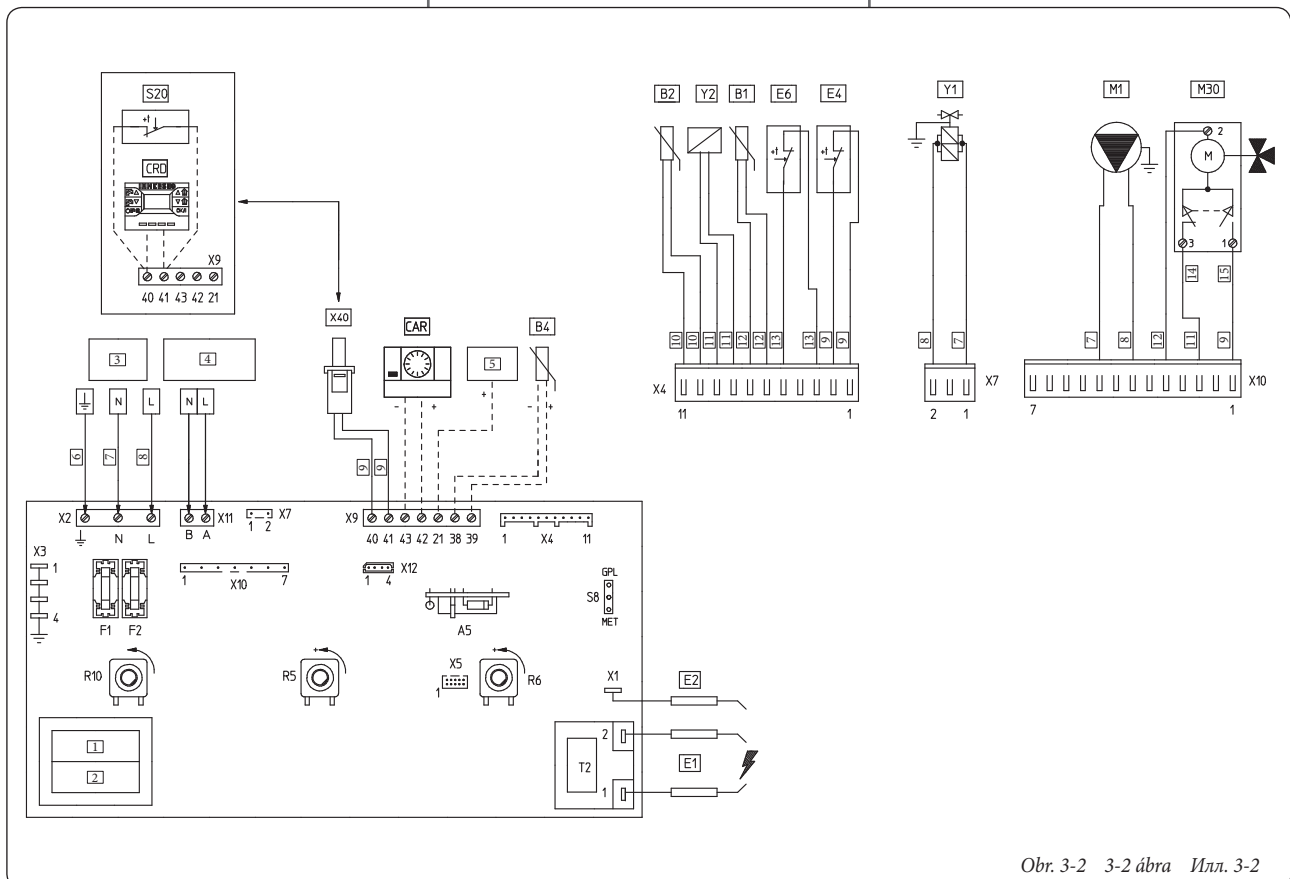 S20
+t
CRD
IMMERGAS
X9
40 41 43 42 21
B2 Y2 B1 E6 E4
+t +t
10 10 11 11 12 12 13 13 9 9
X4
11 1
Y1
8 7
X7
2 1
M1
M30
2
M
3 1
14 15
7 8 12 11 9
X10
7 1
3 4
N L N L
6 7 8
X40
CAR
5
B4
- + + - +
9 9
X2
N L
B A
X11
X7
1 2
X9
40 41 43 42 21 38 39
1 X4 11
X3
1
4
1 X10 7
X12
1 4
F1 F2
A5
GPL
S8
MET
R10
R5
+
X5
1
+
R6
X1
E2
1
2
T2
2
1
E1
Obr. 3-2 3-2 ábra Илл. 3-2